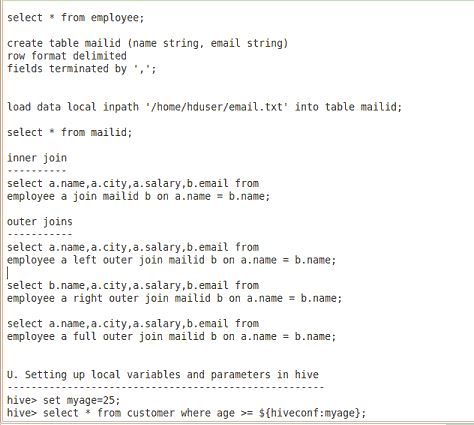 select * from employee;
create table mailid (name string, email string)
row format delimited
fields terminated by ',';
load data local inpath '/home/hduser/email.txt' into table mailid;
select * from mailid;
inner join
----------
select a.name,a.city,a.salary,b.email from
employee a join mailid b on a.name = b.name;
outer joins
-----------
select a.name,a.city,a.salary,b.email from
employee a left outer join mailid b on a.name = b.name;
select b.name,a.city,a.salary,b.email from
employee a right outer join mailid b on a.name = b.name;
select a.name,a.city,a.salary,b.email from
employee a full outer join mailid b on a.name = b.name;
U. Setting up local variables and parameters in hive
--------------------------------------------------
hive> set myage=25;
hive> select * from customer where age >= ${hiveconf:myage};